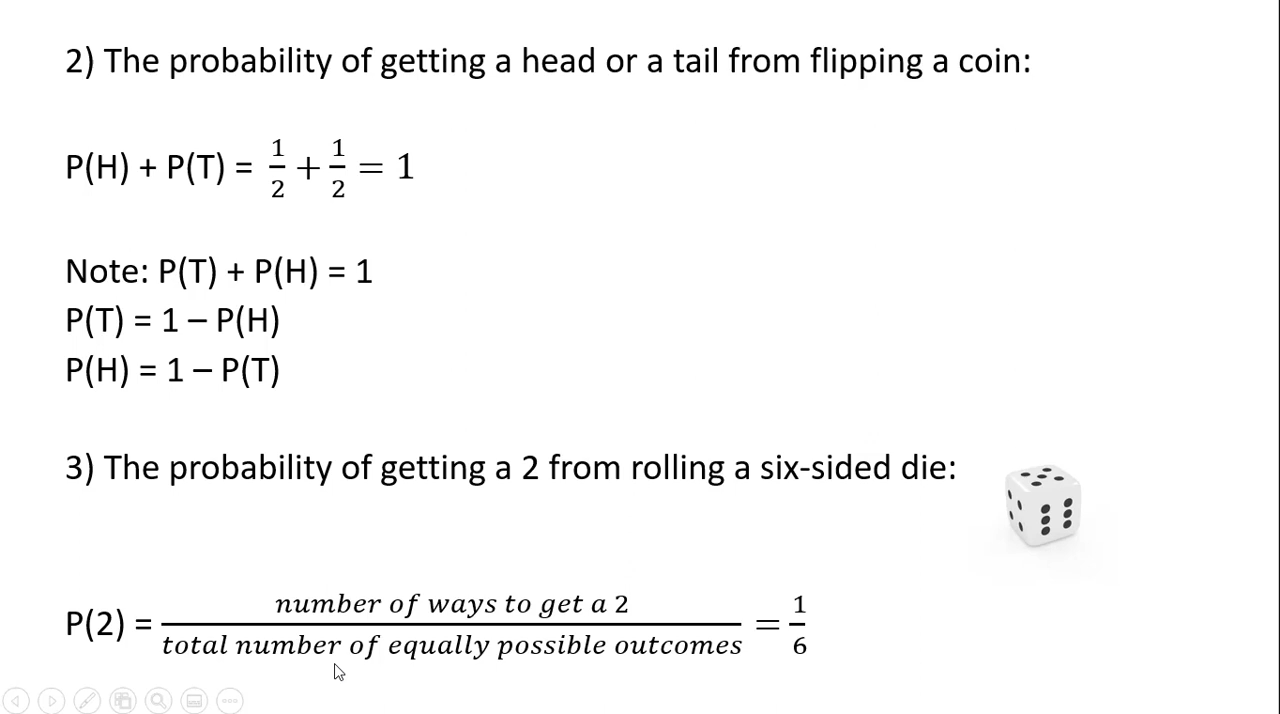 2) The probability of getting a head or a tail from flipping a coin:
P(H) + P(T) = 1/2 + 1/2 = 1
Note: P(T) + P(H) = 1
P(T) = 1 – P(H)
P(H) = 1 – P(T)
3) The probability of getting a 2 from rolling a six-sided die:
P(2) = number of ways to get a 2 / total number of equally possible outcomes = 1/6